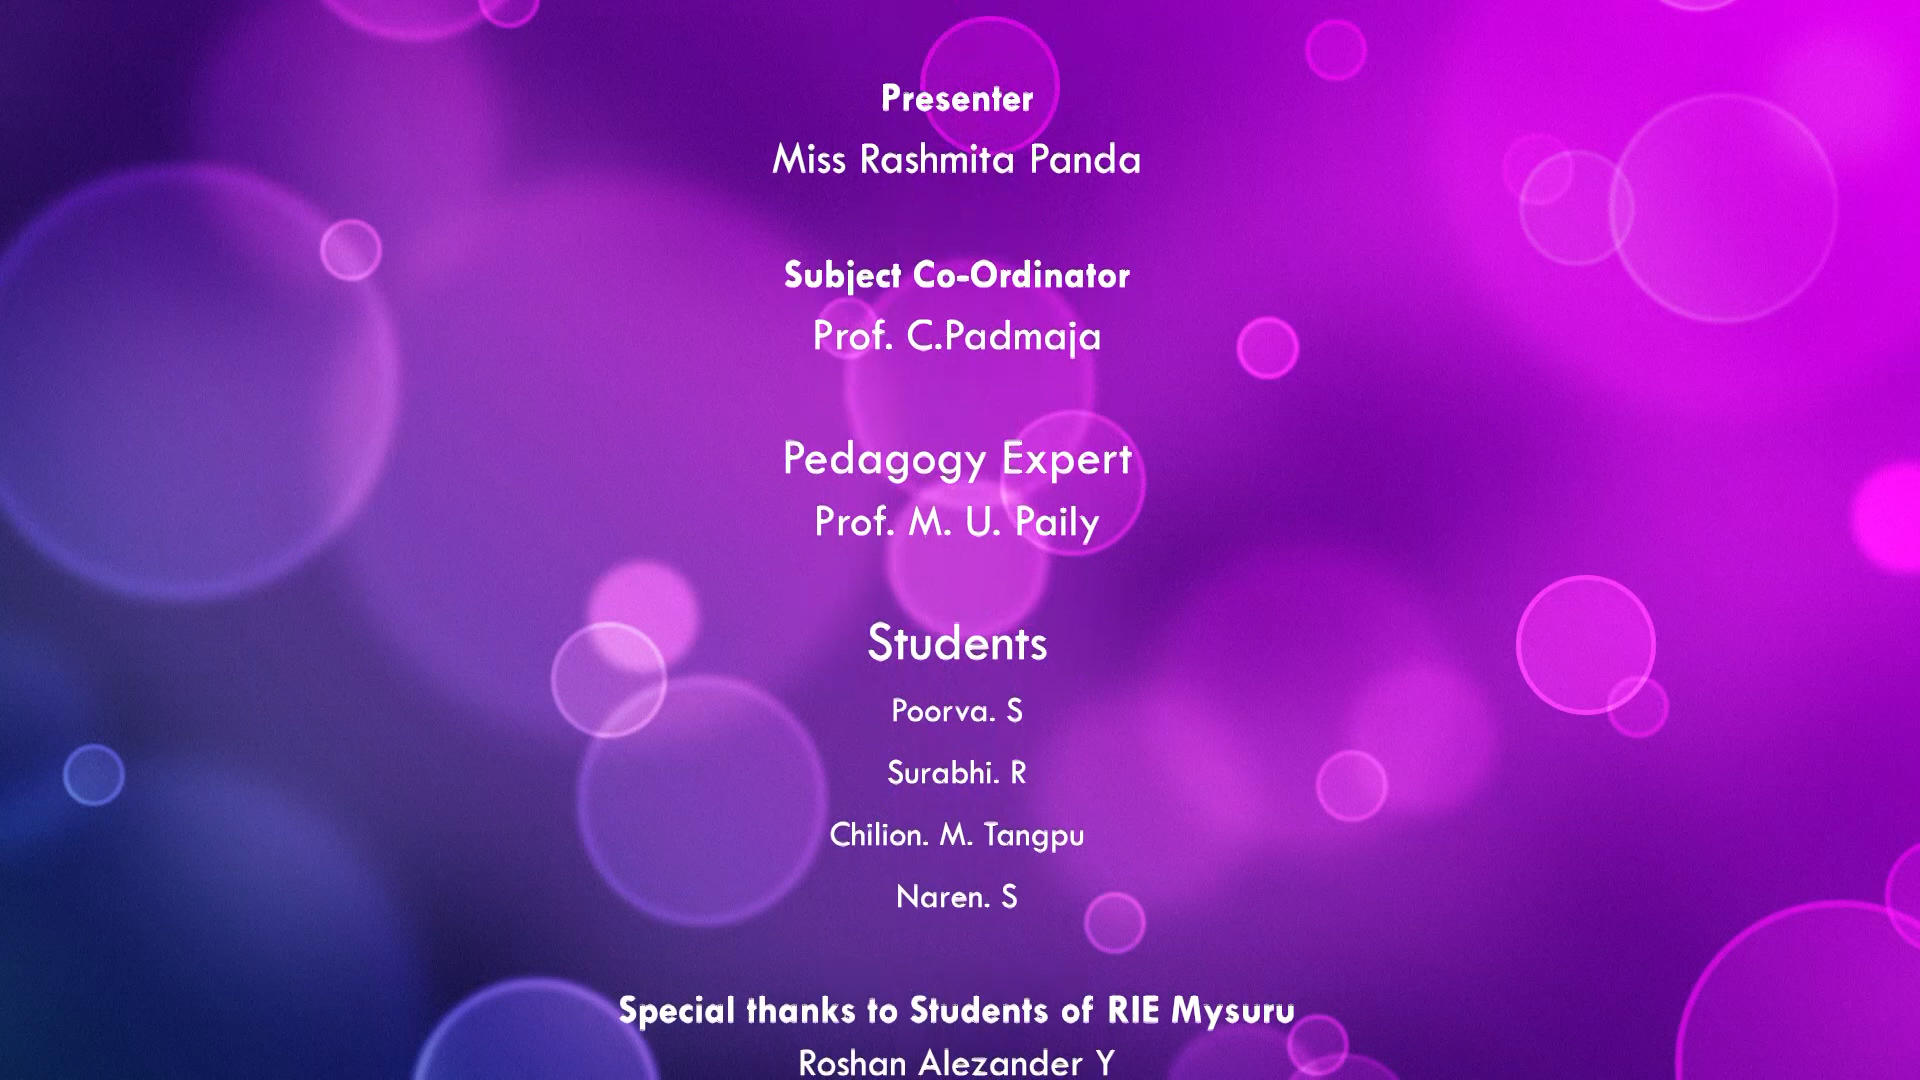 Presenter
Miss Rashmita Panda
Subject Co-Ordinator
Prof. C.Padmaja
Pedagogy Expert
Prof. M. U. Paily
Students
Poorva. S
Surabhi. R
Chilion. M. Tangpu
Naren. S
Special thanks to Students of RIE Mysuru
Roshan Alezander Y